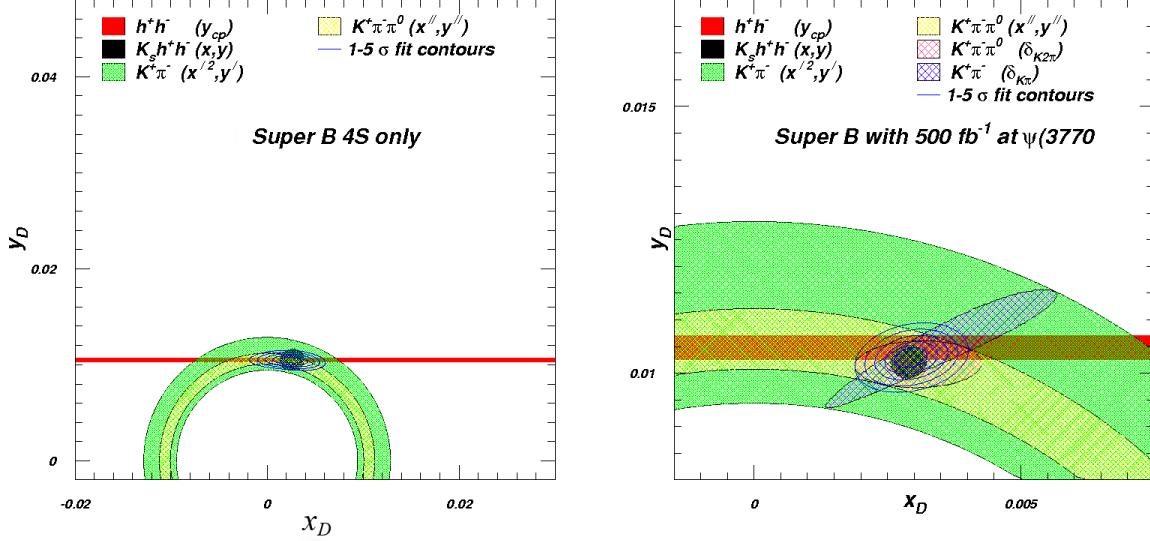 h⁺h⁻ (y_cp)
K_s h⁺h⁻ (x,y)
K⁺π⁻ (x′²,y′)
K⁺π⁻π⁰ (x′′,y′′)
1-5 σ fit contours
Super B 4S only
0.04
0.02
0
y_D
-0.02
0
0.02
x_D
h⁺h⁻ (y_cp)
K_s h⁺h⁻ (x,y)
K⁺π⁻ (x′²,y′)
K⁺π⁻π⁰ (x′′,y′′)
K⁺π⁻π⁰ (δ_K2π)
K⁺π⁻ (δ_Kπ)
1-5 σ fit contours
Super B with 500 fb⁻¹ at ψ(3770
0.015
0.01
y_D
0
0.005
x_D